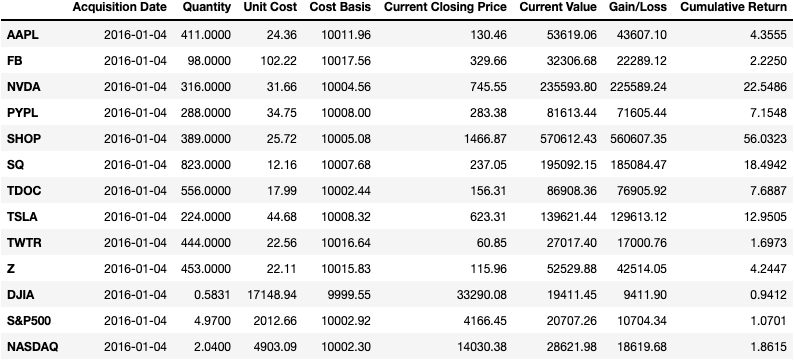 Acquisition Date Quantity Unit Cost Cost Basis Current Closing Price Current Value Gain/Loss Cumulative Return
AAPL 2016-01-04 411.0000 24.36 10011.96 130.46 53619.06 43607.10 4.3555
FB 2016-01-04 98.0000 102.22 10017.56 329.66 32306.68 22289.12 2.2250
NVDA 2016-01-04 316.0000 31.66 10004.56 745.55 235593.80 225589.24 22.5486
PYPL 2016-01-04 288.0000 34.75 10008.00 283.38 81613.44 71605.44 7.1548
SHOP 2016-01-04 389.0000 25.72 10005.08 1466.87 570612.43 560607.35 56.0323
SQ 2016-01-04 823.0000 12.16 10007.68 237.05 195092.15 185084.47 18.4942
TDOC 2016-01-04 556.0000 17.99 10002.44 156.31 86908.36 76905.92 7.6887
TSLA 2016-01-04 224.0000 44.68 10008.32 623.31 139621.44 129613.12 12.9505
TWTR 2016-01-04 444.0000 22.56 10016.64 60.85 27017.40 17000.76 1.6973
Z 2016-01-04 453.0000 22.11 10015.83 115.96 52529.88 42514.05 4.2447
DJIA 2016-01-04 0.5831 17148.94 9999.55 33290.08 19411.45 9411.90 0.9412
S&P500 2016-01-04 4.9700 2012.66 10002.92 4166.45 20707.26 10704.34 1.0701
NASDAQ 2016-01-04 2.0400 4903.09 10002.30 14030.38 28621.98 18619.68 1.8615